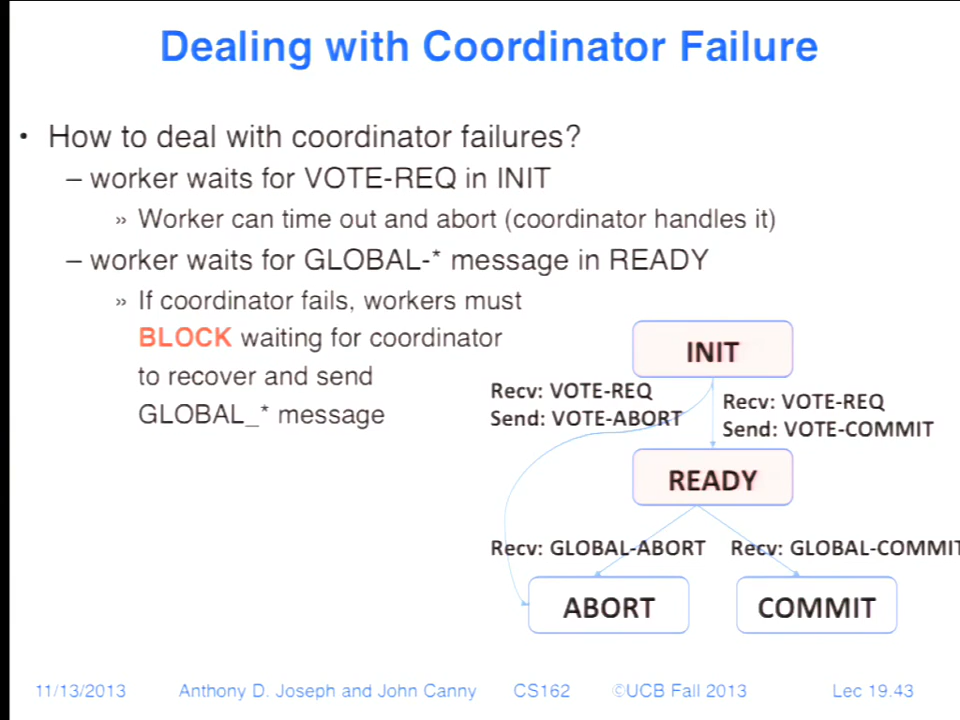 Dealing with Coordinator Failure
• How to deal with coordinator failures?
– worker waits for VOTE-REQ in INIT
» Worker can time out and abort (coordinator handles it)
– worker waits for GLOBAL-* message in READY
» If coordinator fails, workers must
BLOCK waiting for coordinator
to recover and send
GLOBAL_* message
INIT
Recv: VOTE-REQ
Send: VOTE-ABORT
Recv: VOTE-REQ
Send: VOTE-COMMIT
READY
Recv: GLOBAL-ABORT
Recv: GLOBAL-COMMIT
ABORT
COMMIT
11/13/2013
Anthony D. Joseph and John Canny
CS162
©UCB Fall 2013
Lec 19.43